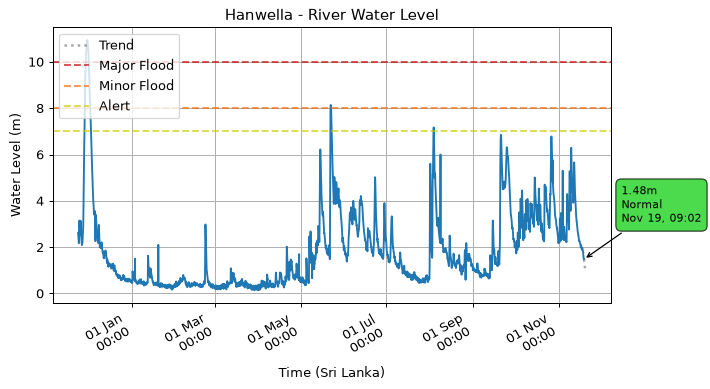 Hanwella - River Water Level
Trend
Major Flood
Minor Flood
Alert
Water Level (m)
10
8
6
4
2
0
1.48m
Normal
Nov 19, 09:02
01 Jan
00:00
01 Mar
00:00
01 May
00:00
01 Jul
00:00
01 Sep
00:00
01 Nov
00:00
Time (Sri Lanka)